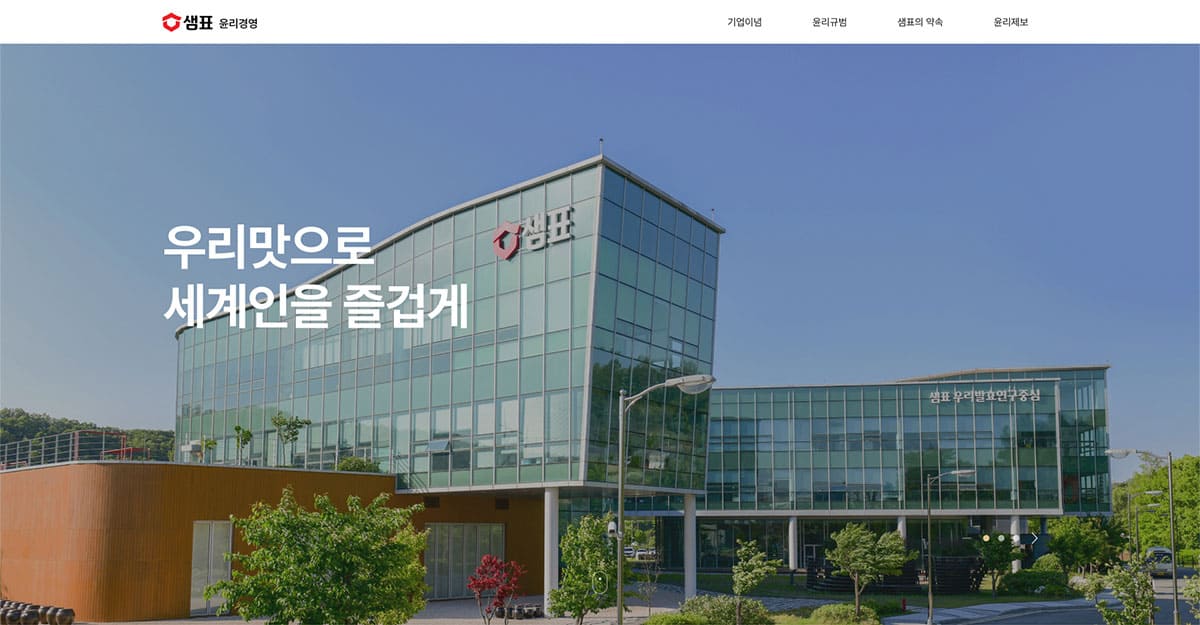 샘표 윤리경영
기업이념 윤리규범 샘표의 약속 윤리제보
우리맛으로
세계인을 즐겁게
샘표
샘표 우리발효연구중심